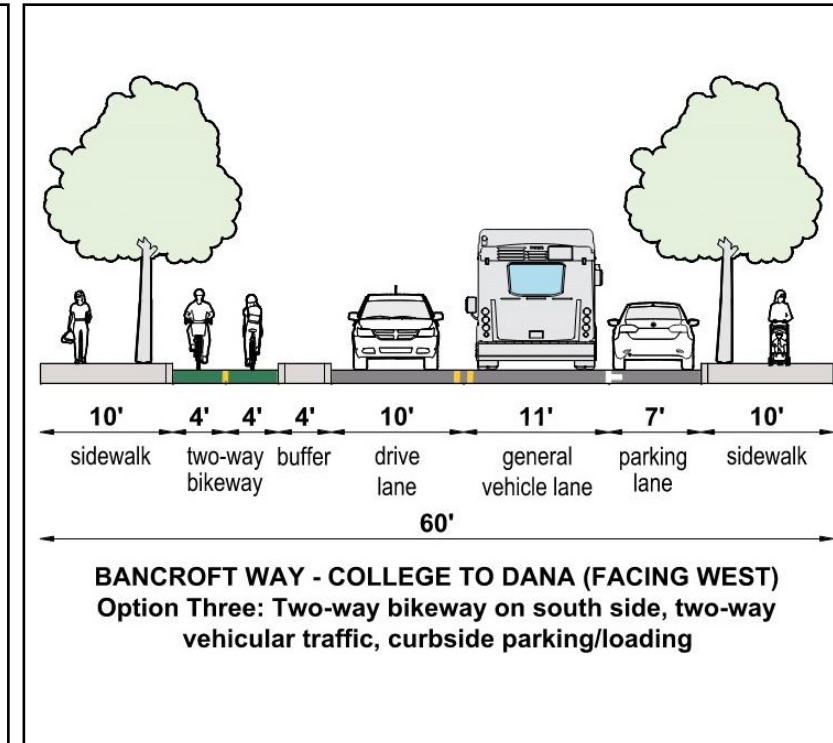 10' 4' 4' 4' 10' 11' 7' 10'
sidewalk two-way bikeway buffer drive lane general vehicle lane parking lane sidewalk
60'
BANCROFT WAY - COLLEGE TO DANA (FACING WEST)
Option Three: Two-way bikeway on south side, two-way
vehicular traffic, curbside parking/loading